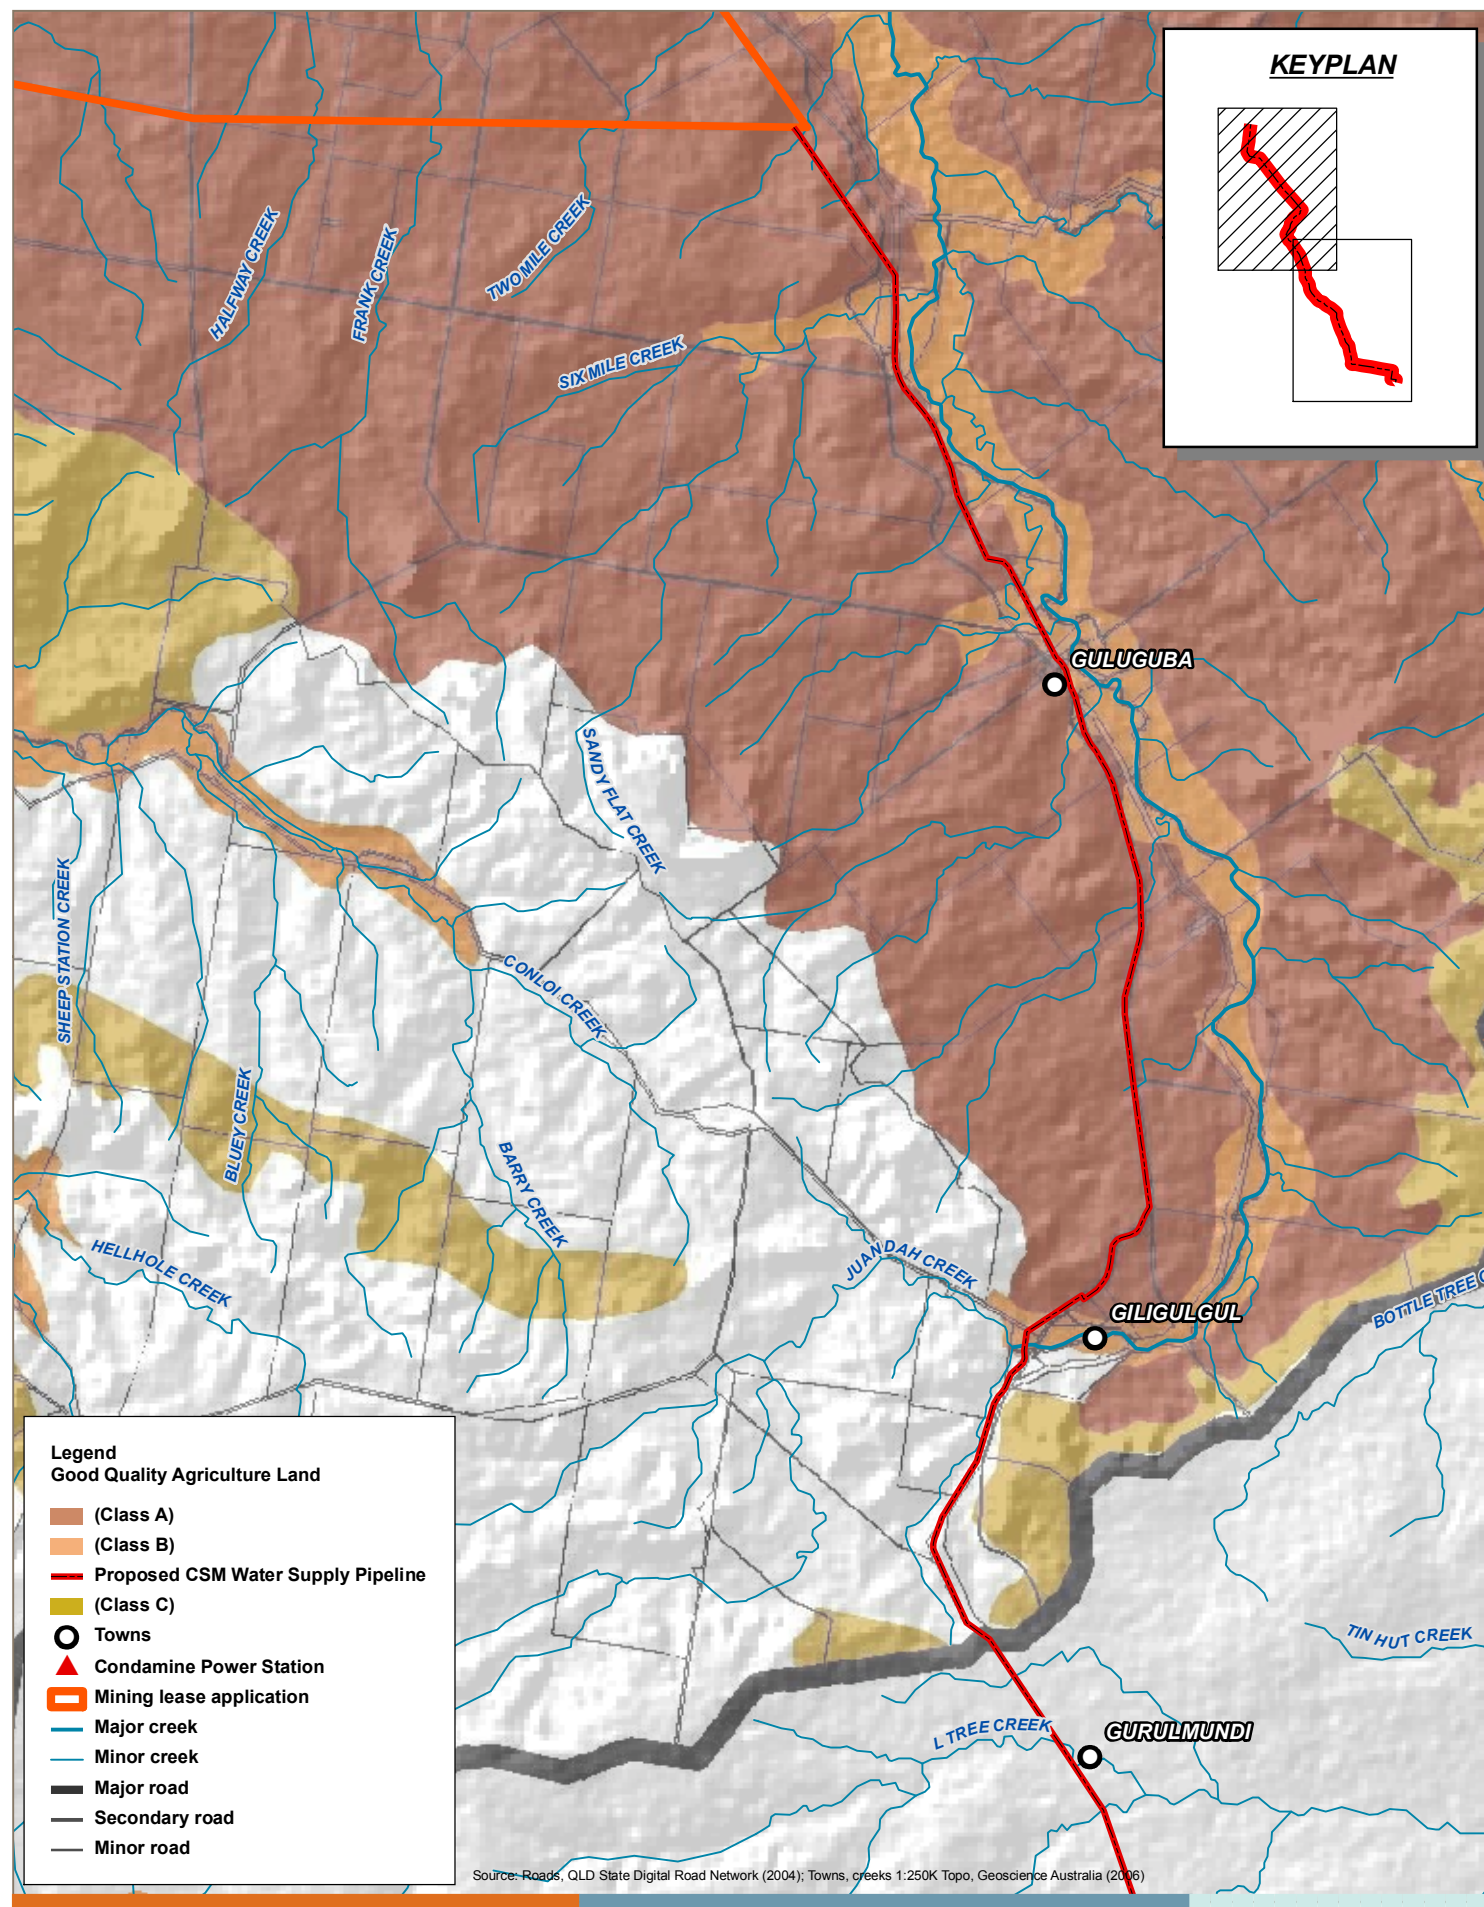 KEYPLAN
HALFWAY CREEK
FRANK CREEK
TWO MILE CREEK
SIX MILE CREEK
GULUGUBA
SANDY FLAT CREEK
SHEEP STATION CREEK
CONLOI CREEK
BLUEY CREEK
BARRY CREEK
HELLHOLE CREEK
JUANDAH CREEK
GILIGULGUL
BOTTLE TREE C
Legend
Good Quality Agriculture Land
(Class A)
(Class B)
Proposed CSM Water Supply Pipeline
(Class C)
Towns
Condamine Power Station
Mining lease application
Major creek
Minor creek
Major road
Secondary road
Minor road
TIN HUT CREEK
L TREE CREEK
GURULMUNDI
Source: Roads, QLD State Digital Road Network (2004); Towns, creeks 1:250K Topo, Geoscience Australia (2006)